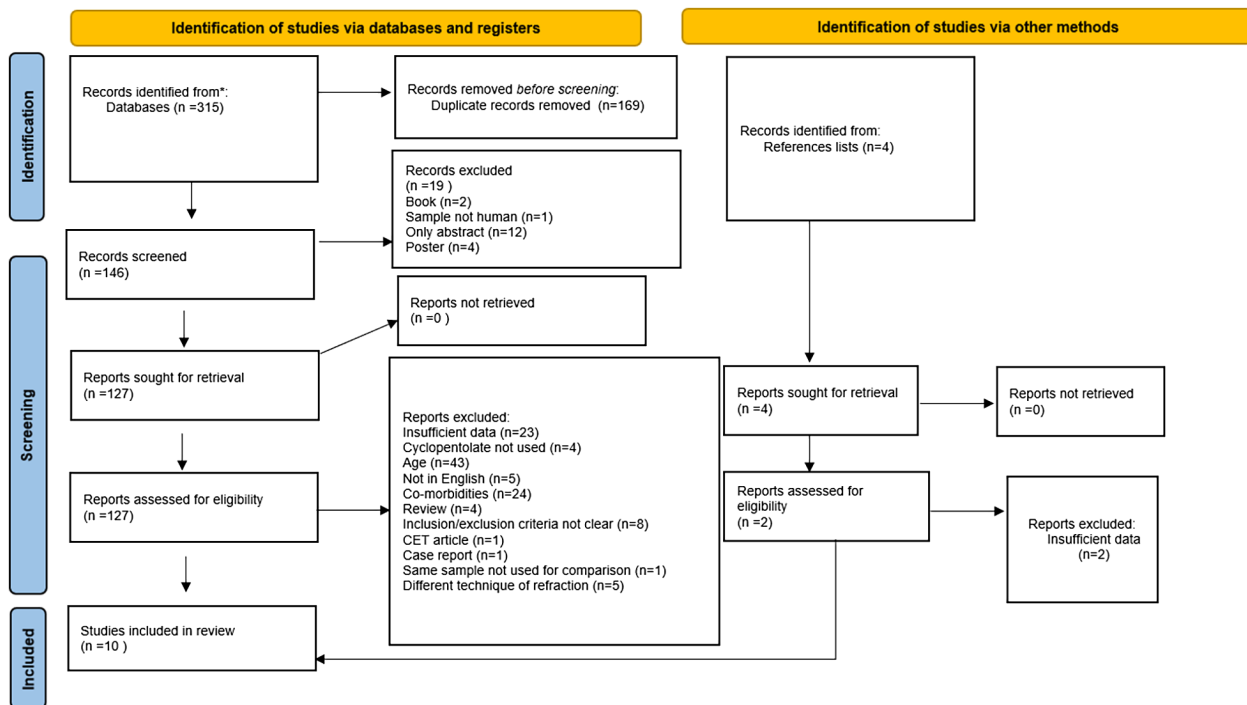 Identification of studies via databases and registers
Identification of studies via other methods
Identification
Records identified from*:
Databases (n =315)
Records removed before screening:
Duplicate records removed (n=169)
Records identified from:
References lists (n=4)
Records excluded
(n =19 )
Book (n=2)
Sample not human (n=1)
Only abstract (n=12)
Poster (n=4)
Screening
Records screened
(n =146)
Reports not retrieved
(n =0 )
Reports sought for retrieval
(n =127)
Reports sought for retrieval
(n =4)
Reports not retrieved
(n =0)
Reports excluded:
Insufficient data (n=23)
Cyclopentolate not used (n=4)
Age (n=43)
Not in English (n=5)
Co-morbidities (n=24)
Review (n=4)
Inclusion/exclusion criteria not clear (n=8)
CET article (n=1)
Case report (n=1)
Same sample not used for comparison (n=1)
Different technique of refraction (n=5)
Reports assessed for eligibility
(n =127)
Reports assessed for
eligibility
(n =2)
Reports excluded:
Insufficient data
(n=2)
Included
Studies included in review
(n =10 )